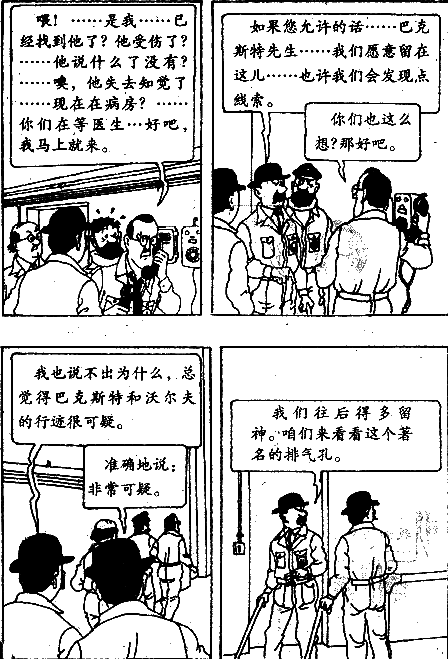 喂！……是我……已
经找到他了？他受伤了？
……他说什么了没有？
……噢，他失去知觉了
……现在在病房？……
你们在等医生…好吧，
我马上就来。
如果您允许的话……巴克
斯特先生……我们愿意留在
这儿……也许我们会发现点
线索。
你们也这么
想？那好吧。
我也说不出为什么，总
觉得巴克斯特和沃尔夫
的行迹很可疑。
准确地说：
非常可疑。
我们往后得多留
神。咱们来看看这个著
名的排气孔。